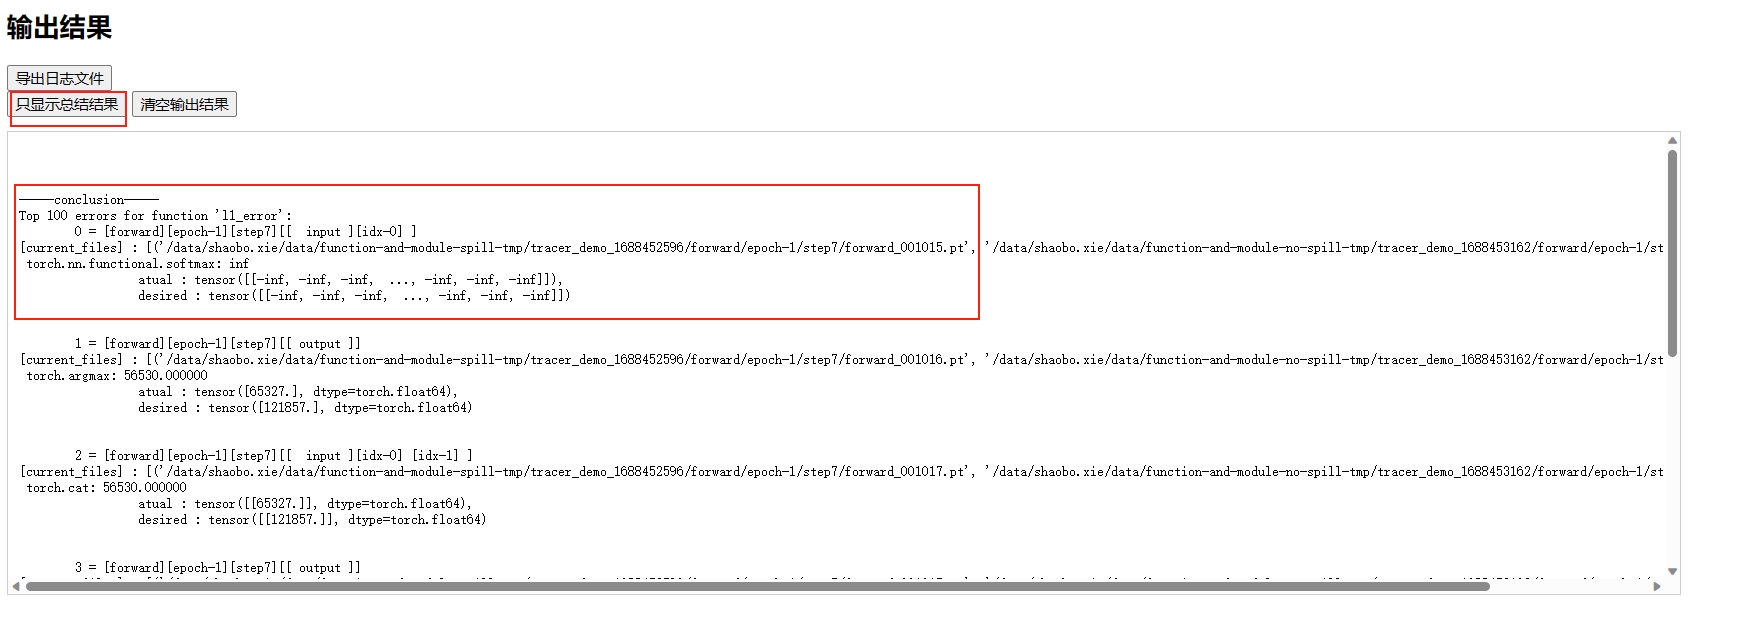 输出结果
导出日志文件
只显示总结结果 清空输出结果
-----conclusion-----
Top 100 errors for function 'l1_error':
0 = [forward][epoch-1][step7][[  input ][idx-0] ]
[current_files] : [('/data/shaobo.xie/data/function-and-module-spill-tmp/tracer_demo_1688452596/forward/epoch-1/step7/forward_001015.pt', '/data/shaobo.xie/data/function-and-module-no-spill-tmp/tracer_demo_1688453162/forward/epoch-1/st
torch.nn.functional.softmax: inf
atual : tensor([[-inf, -inf, -inf,  ..., -inf, -inf, -inf]]),
desired : tensor([[-inf, -inf, -inf,  ..., -inf, -inf, -inf]])
1 = [forward][epoch-1][step7][[ output ]]
[current_files] : [('/data/shaobo.xie/data/function-and-module-spill-tmp/tracer_demo_1688452596/forward/epoch-1/step7/forward_001016.pt', '/data/shaobo.xie/data/function-and-module-no-spill-tmp/tracer_demo_1688453162/forward/epoch-1/st
torch.argmax: 56530.000000
atual : tensor([65327.], dtype=torch.float64),
desired : tensor([121857.], dtype=torch.float64)
2 = [forward][epoch-1][step7][[  input ][idx-0] [idx-1] ]
[current_files] : [('/data/shaobo.xie/data/function-and-module-spill-tmp/tracer_demo_1688452596/forward/epoch-1/step7/forward_001017.pt', '/data/shaobo.xie/data/function-and-module-no-spill-tmp/tracer_demo_1688453162/forward/epoch-1/st
torch.cat: 56530.000000
atual : tensor([[65327.]], dtype=torch.float64),
desired : tensor([[121857.]], dtype=torch.float64)
3 = [forward][epoch-1][step7][[ output ]]